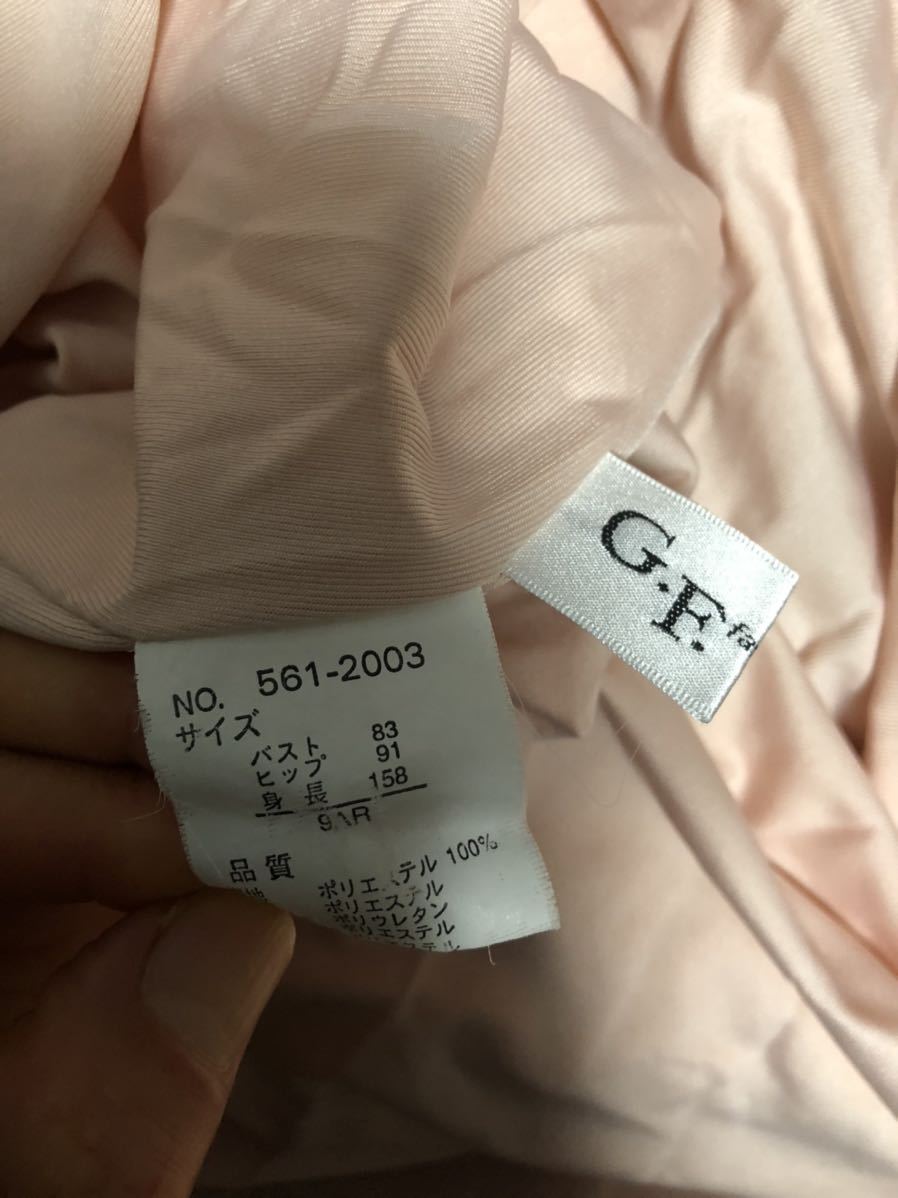 G.F.
NO. 561-2003
サイズ
バスト 83
ヒップ 91
身長 158
9AR
品質
ポリエステル 100%
ポリエステル
ポリウレタン
ポリエステル